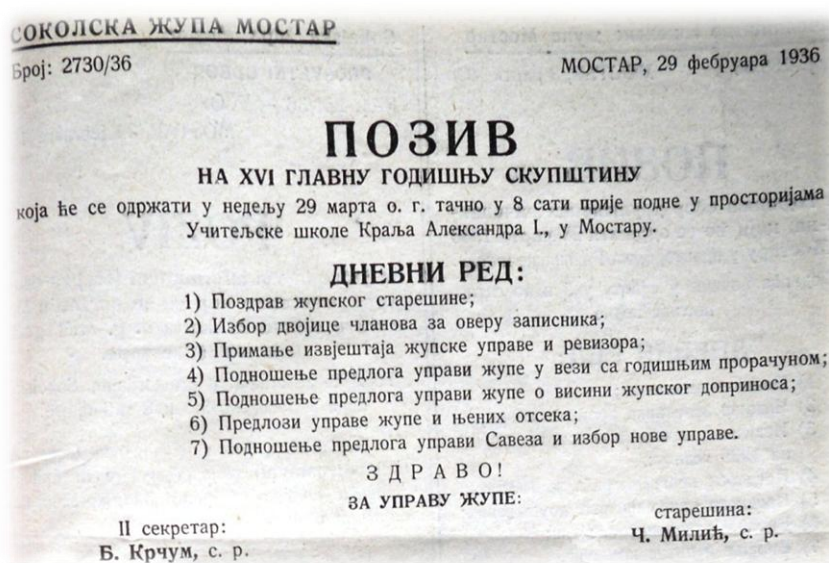 СОКОЛСКА ЖУПА МОСТАР
Број: 2730/36
МОСТАР, 29 фебруара 1936
ПОЗИВ
НА XVI ГЛАВНУ ГОДИШЊУ СКУПШТИНУ
која ће се одржати у недељу 29 марта о. г. тачно у 8 сати прије подне у просторијама
Учитељске школе Краља Александра I., у Мостару.
ДНЕВНИ РЕД:
1) Поздрав жупског старешине;
2) Избор двојице чланова за оверу записника;
3) Примање извјештаја жупске управе и ревизора;
4) Подношење предлога управи жупе у вези са годишњим прорачуном;
5) Подношење предлога управи жупе о висини жупског доприноса;
6) Предлози управе жупе и њених отсека;
7) Подношење предлога управи Савеза и избор нове управе.
ЗДРАВО!
ЗА УПРАВУ ЖУПЕ:
II секретар:
Б. Крчум, с. р.
старешина:
Ч. Милић, с. р.